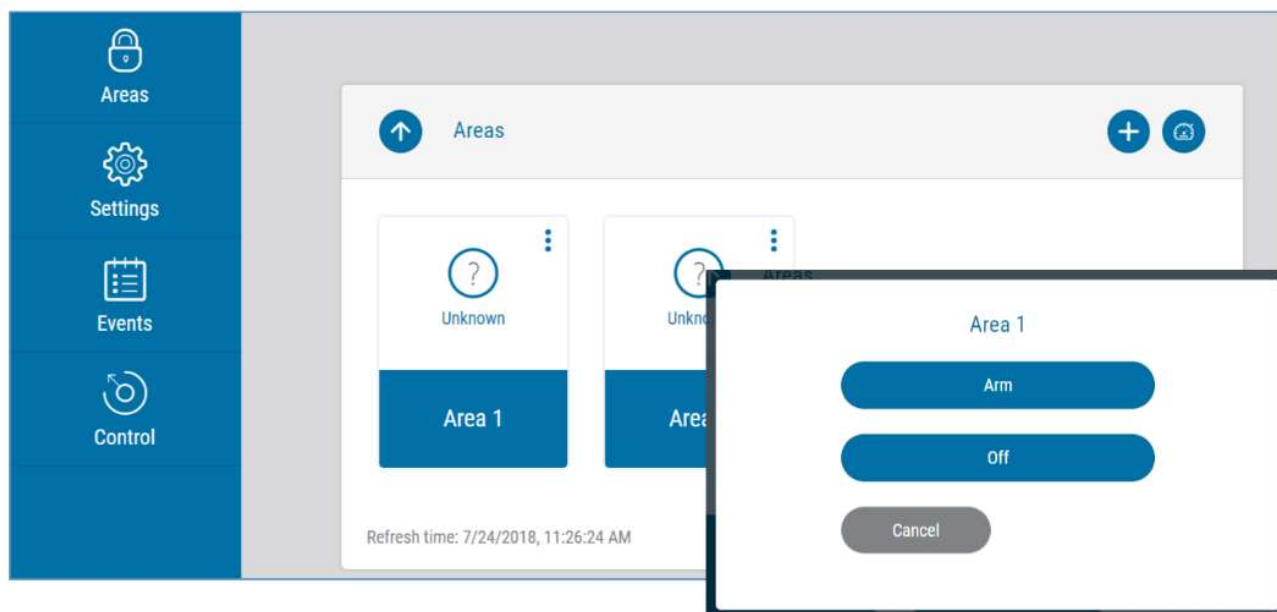 Areas
Settings
Events
Control
Areas
?
Unknown
Area 1
?
Refresh time: 7/24/2018, 11:26:24 AM
Areas
Area 1
Arm
Off
Cancel